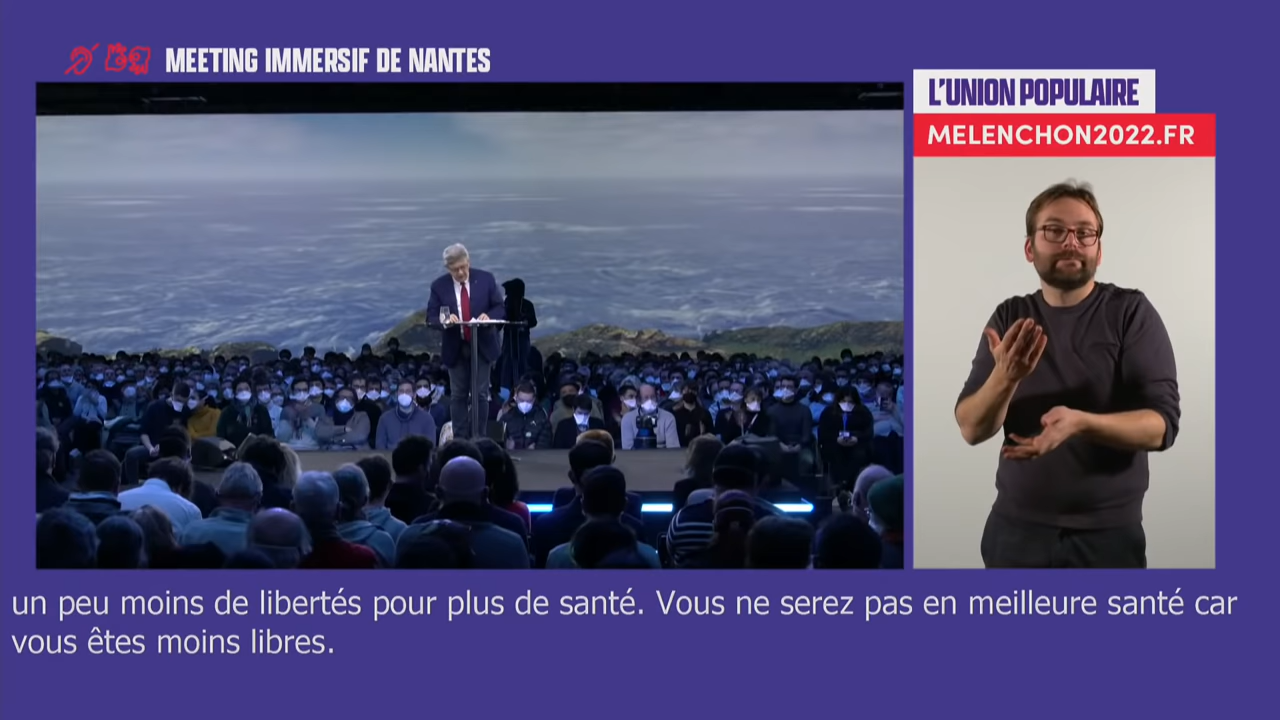 MEETING IMMERSIF DE NANTES
L'UNION POPULAIRE
MELENCHON2022.FR
un peu moins de libertés pour plus de santé. Vous ne serez pas en meilleure santé car
vous êtes moins libres.